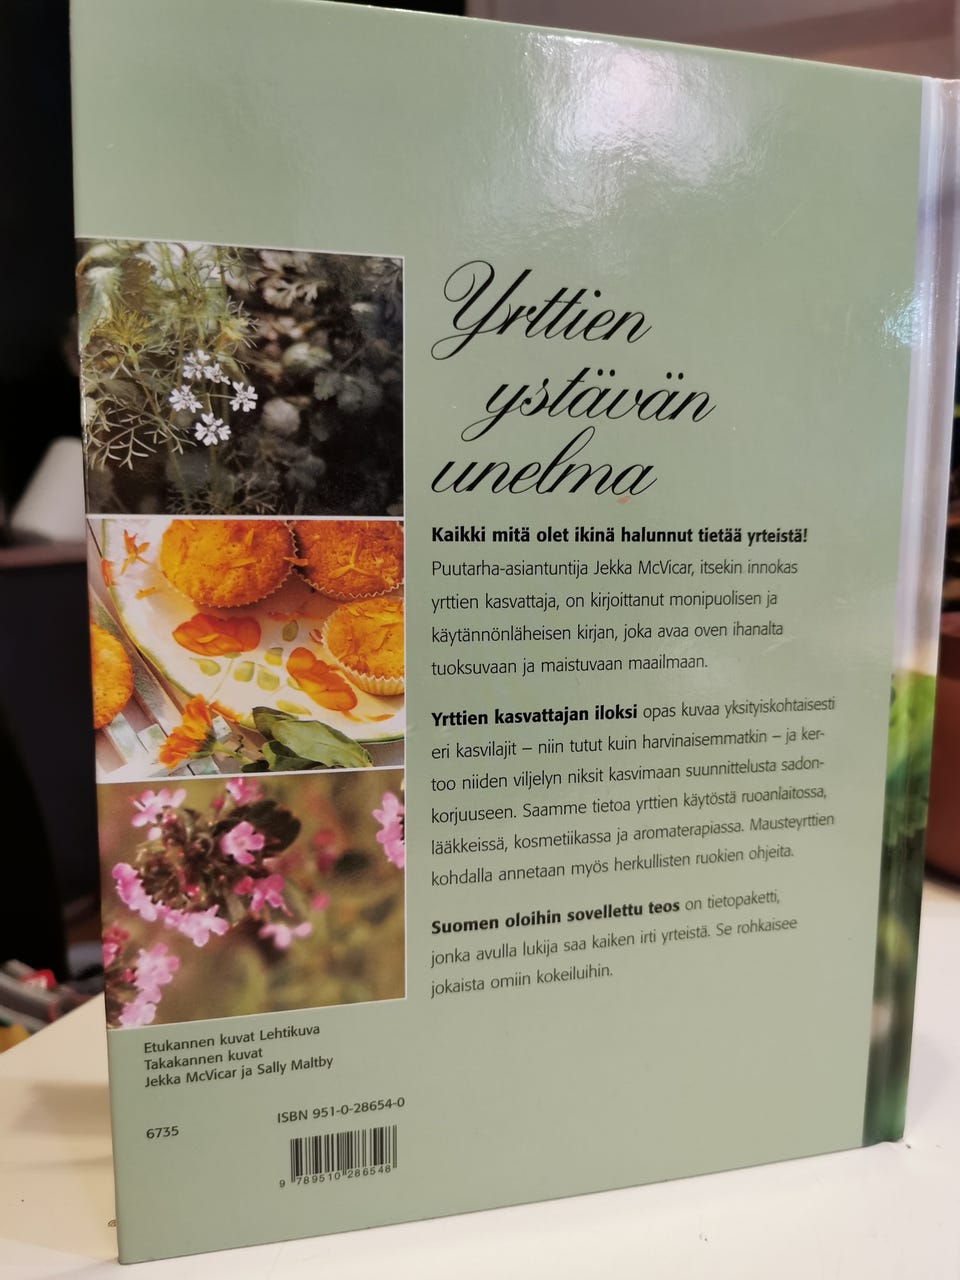 Yrttien
ystävän
unelma
Kaikki mitä olet ikinä halunnut tietää yrteistä!
Puutarha-asiantuntija Jekka McVicar, itsekin innokas
yrttien kasvattaja, on kirjoittanut monipuolisen ja
käytännönläheisen kirjan, joka avaa oven ihanalta
tuoksuvaan ja maistuvaan maailmaan.
Yrttien kasvattajan iloksi opas kuvaa yksityiskohtaisesti
eri kasvilajit – niin tutut kuin harvinaisemmatkin – ja ker-
too niiden viljelyn niksit kasvimaan suunnittelusta sadon-
korjuuseen. Saamme tietoa yrttien käytöstä ruoanlaitossa,
lääkkeissä, kosmetiikassa ja aromaterapiassa. Mausteyrttien
kohdalla annetaan myös herkullisten ruokien ohjeita.
Suomen oloihin sovellettu teos on tietopaketti,
jonka avulla lukija saa kaiken irti yrteistä. Se rohkaisee
jokaista omiin kokeiluihin.
Etukannen kuvat Lehtikuva
Takakannen kuvat
Jekka McVicar ja Sally Maltby
6735
ISBN 951-0-28654-0
9 789510 286548